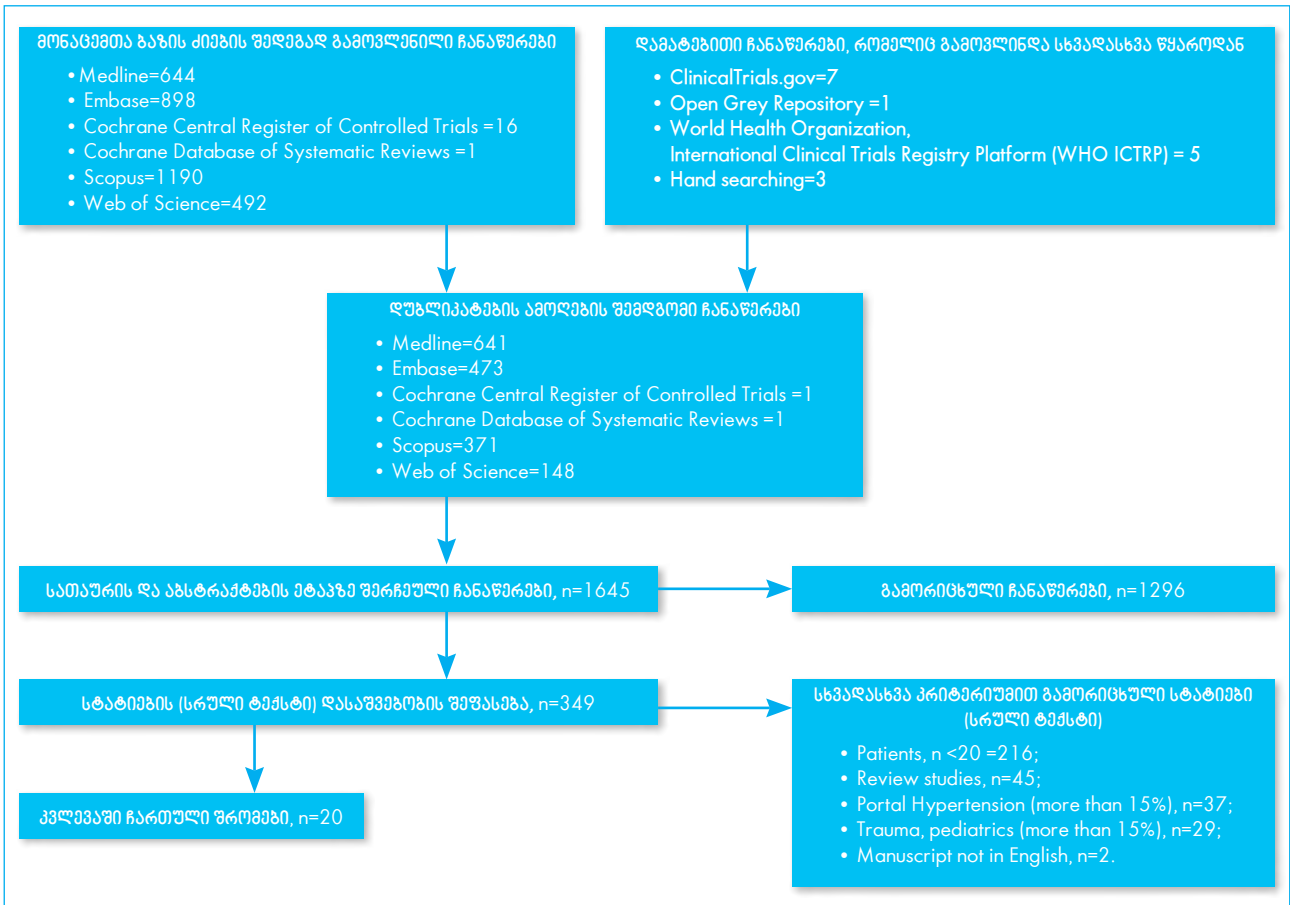 მონაცემთა ბაზის ძიების შედეგად გამოვლენილი ჩანაწერები
• Medline=644
• Embase=898
• Cochrane Central Register of Controlled Trials =16
• Cochrane Database of Systematic Reviews =1
• Scopus=1190
• Web of Science=492
დამატებითი ჩანაწერები, რომელიც გამოვლინდა სხვადასხვა წყაროდან
• ClinicalTrials.gov=7
• Open Grey Repository =1
• World Health Organization,
International Clinical Trials Registry Platform (WHO ICTRP) = 5
• Hand searching=3
დუბლიკატების ამოღების შემდგომი ჩანაწერები
• Medline=641
• Embase=473
• Cochrane Central Register of Controlled Trials =1
• Cochrane Database of Systematic Reviews =1
• Scopus=371
• Web of Science=148
სათაურის და აბსტრაქტების ეტაპზე შერჩეული ჩანაწერები, n=1645
გამორიცხული ჩანაწერები, n=1296
სტატიების (სრული ტექსტი) დასაშვებობის შეფასება, n=349
სხვადასხვა კრიტერიუმით გამორიცხული სტატიები
(სრული ტექსტი)
• Patients, n <20 =216;
• Review studies, n=45;
• Portal Hypertension (more than 15%), n=37;
• Trauma, pediatrics (more than 15%), n=29;
• Manuscript not in English, n=2.
კვლევაში ჩართული შრომები, n=20